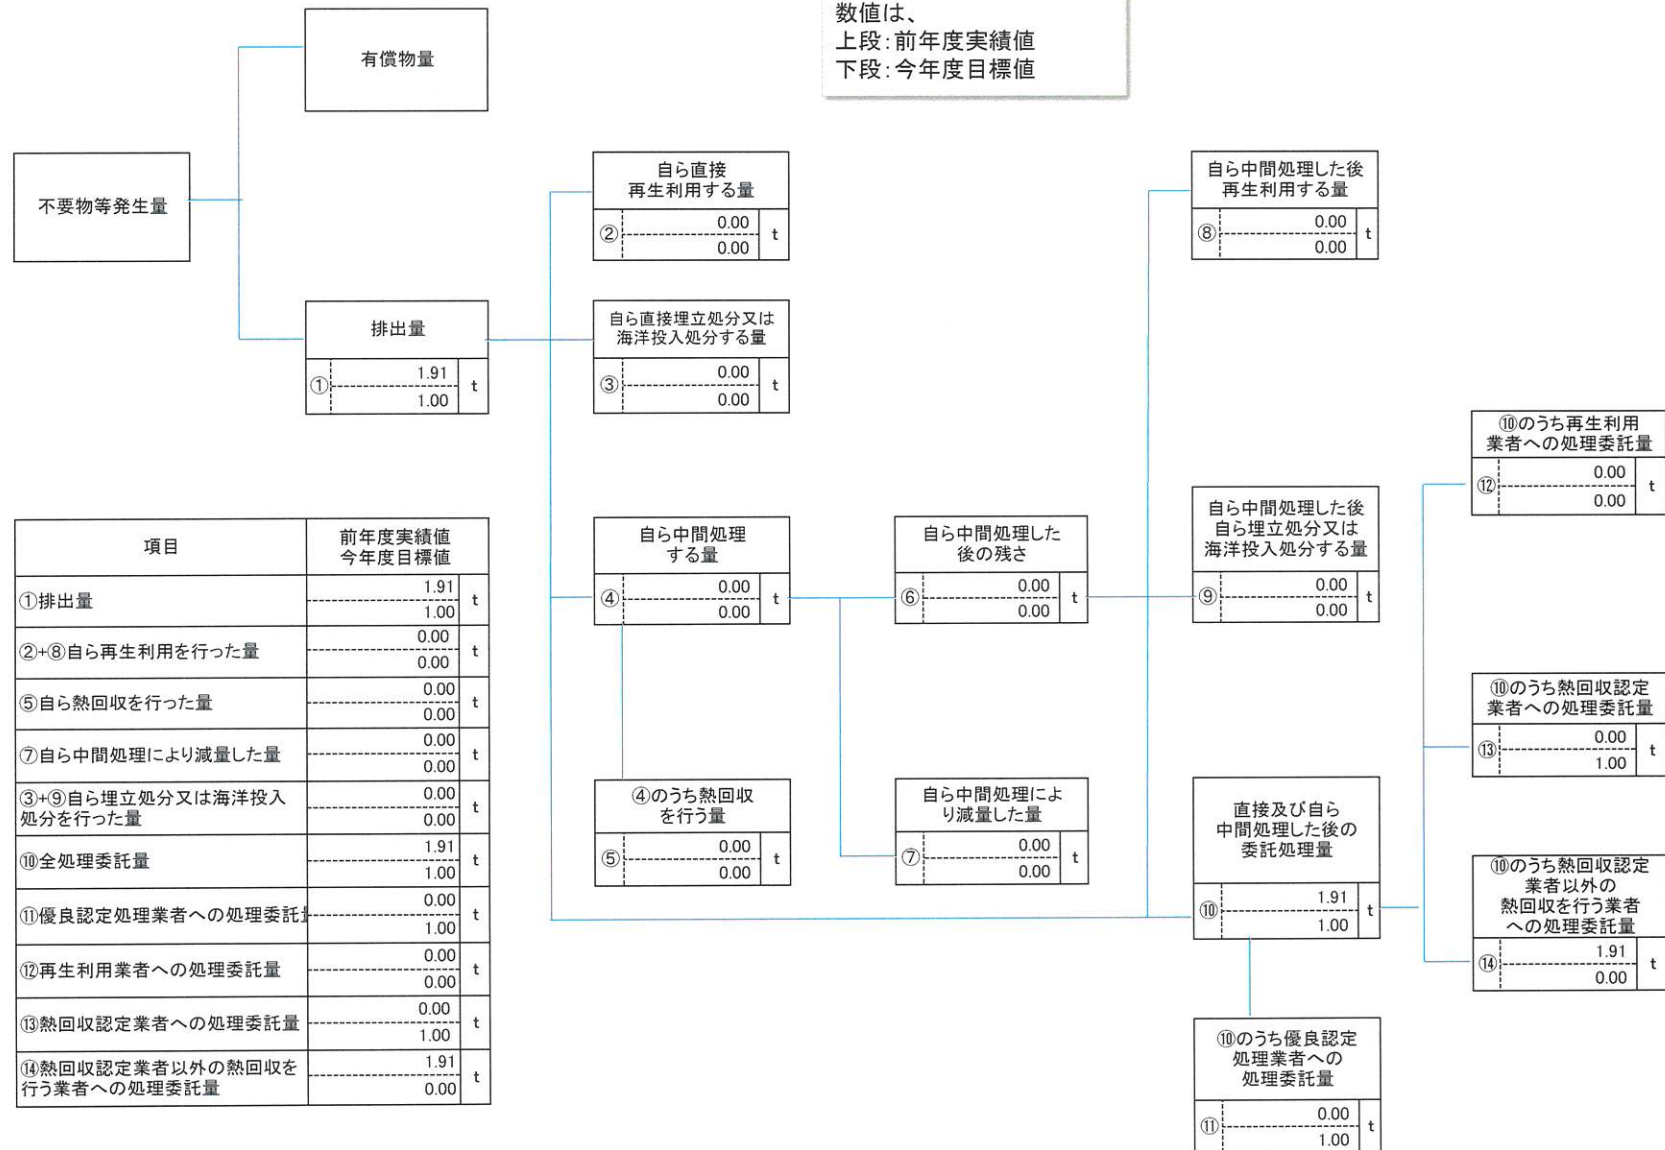 数値は、
上段:前年度実績値
下段:今年度目標値
有償物量
不要物等発生量
排出量
① 1.91 t
1.00
自ら直接
再生利用する量
② 0.00 t
0.00
自ら直接埋立処分又は
海洋投入処分する量
③ 0.00 t
0.00
自ら中間処理
する量
④ 0.00 t
0.00
④のうち熱回収
を行う量
⑤ 0.00 t
0.00
自ら中間処理した
後の残さ
⑥ 0.00 t
0.00
自ら中間処理によ
り減量した量
⑦ 0.00 t
0.00
自ら中間処理した後
再生利用する量
⑧ 0.00 t
0.00
自ら中間処理した後
自ら埋立処分又は
海洋投入処分する量
⑨ 0.00 t
0.00
直接及び自ら
中間処理した後の
委託処理量
⑩ 1.91 t
1.00
⑩のうち優良認定
処理業者への
処理委託量
⑪ 0.00 t
1.00
⑩のうち再生利用
業者への処理委託量
⑫ 0.00 t
0.00
⑩のうち熱回収認定
業者への処理委託量
⑬ 0.00 t
1.00
⑩のうち熱回収認定
業者以外の
熱回収を行う業者
への処理委託量
⑭ 1.91 t
0.00
項目 前年度実績値
今年度目標値
①排出量 1.91 t
1.00
②+⑧自ら再生利用を行った量 0.00 t
0.00
⑤自ら熱回収を行った量 0.00 t
0.00
⑦自ら中間処理により減量した量 0.00 t
0.00
③+⑨自ら埋立処分又は海洋投入 0.00 t
処分を行った量 0.00
⑩全処理委託量 1.91 t
1.00
⑪優良認定処理業者への処理委託 0.00 t
1.00
⑫再生利用業者への処理委託量 0.00 t
0.00
⑬熱回収認定業者への処理委託量 0.00 t
1.00
⑭熱回収認定業者以外の熱回収を 1.91 t
行う業者への処理委託量 0.00